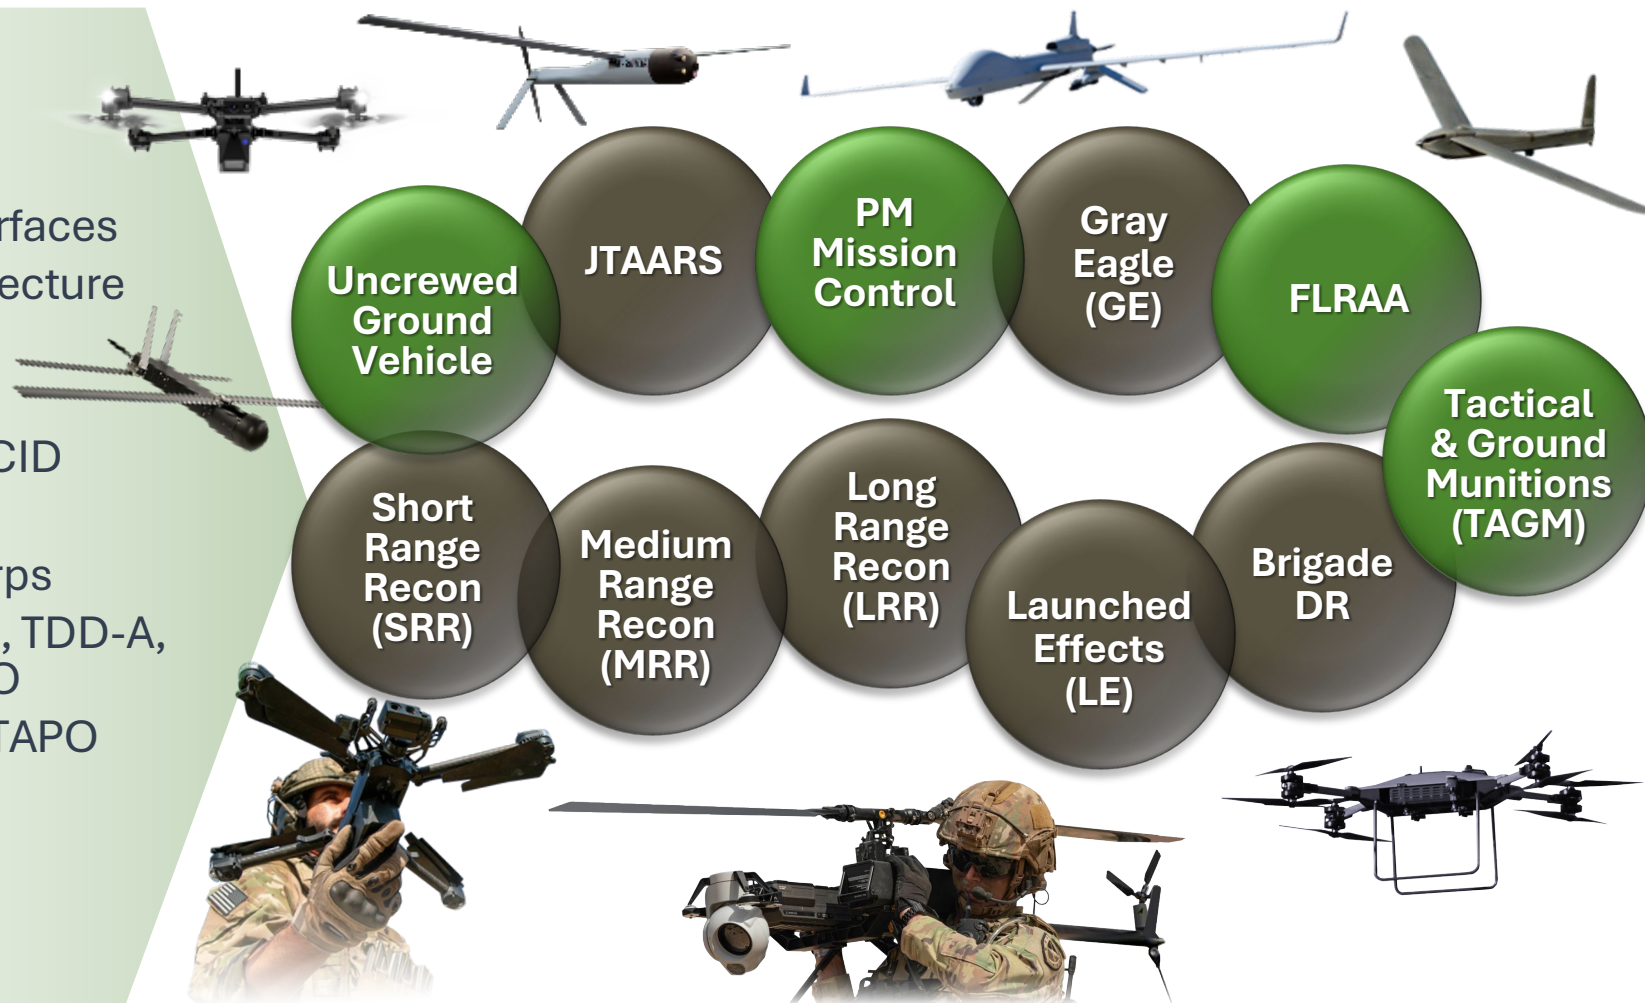 rfaces
ecture
CID
rps
, TDD-A,
O
TAPO
Uncrewed
Ground
Vehicle
JTAARS
PM
Mission
Control
Gray
Eagle
(GE)
FLRAA
Tactical
& Ground
Munitions
(TAGM)
Short
Range
Recon
(SRR)
Medium
Range
Recon
(MRR)
Long
Range
Recon
(LRR)
Launched
Effects
(LE)
Brigade
DR